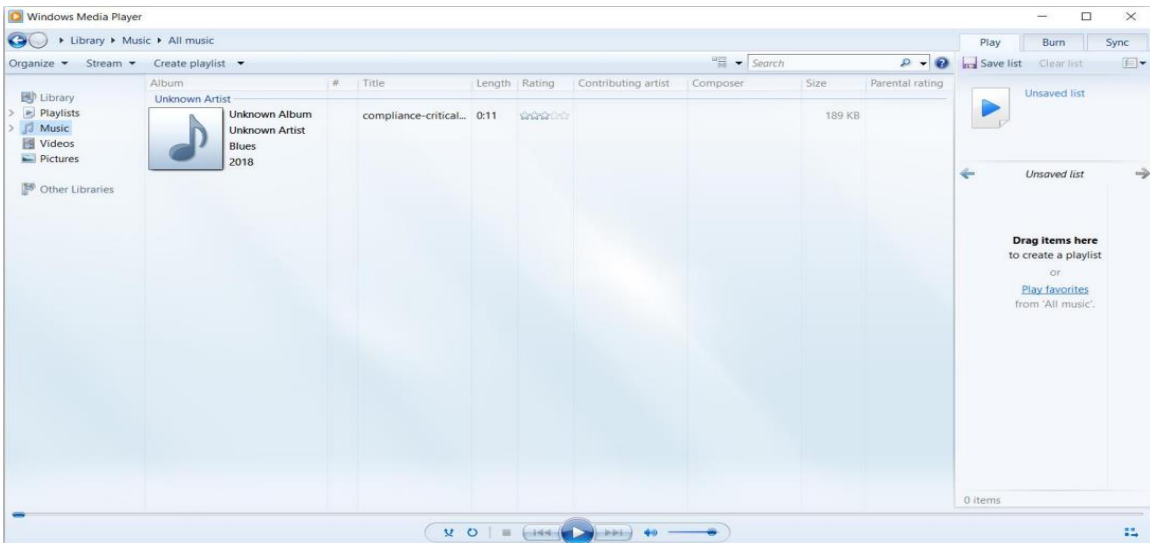 Windows Media Player
Library Music All music
Play Burn Sync
Organize Stream Create playlist Search
Save list Clear list
Album # Title Length Rating Contributing artist Composer Size Parental rating
Library
Playlists
Music
Videos
Pictures
Other Libraries
Unknown Artist
Unknown Album compliance-critical... 0:11 189 KB
Unknown Artist
Blues
2018
Unsaved list
Unsaved list
Drag items here
to create a playlist
or
Play favorites
from 'All music'.
0 items